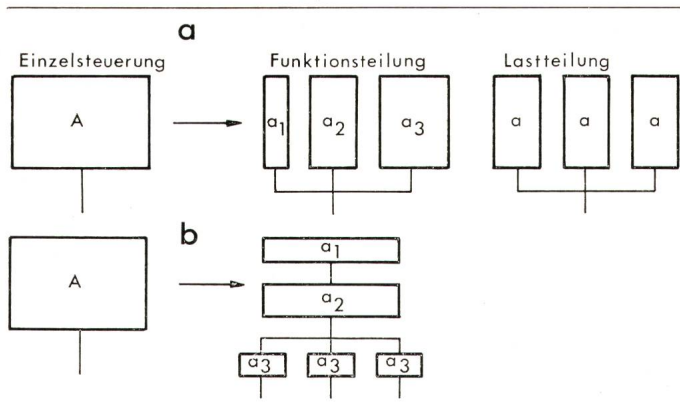 a
Einzelsteuerung Funktionsteilung Lastteilung
A a1 a2 a3 a a a
b
A a1
a2
a3 a3 a3